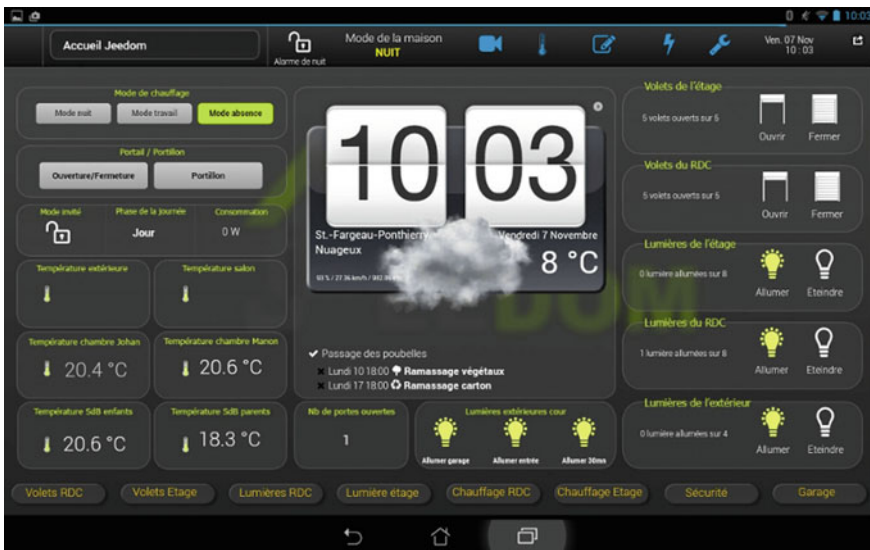 10:03
Accueil Jeedom
Alarme de nuit
Mode de la maison
NUIT
Ven. 07 Nov
10 : 03
Mode de chauffage
Mode nuit
Mode travail
Mode absence
Portail / Portillon
Ouverture/Fermeture
Portillon
Mode invité
Phase de la journée
Consommation
Jour
0 W
Température extérieure
Température salon
Température chambre Johan
Température chambre Manon
20.4 °C
20.6 °C
Température SdB enfants
Température SdB parents
20.6 °C
18.3 °C
10 03
St.-Fargeau-Ponthierry
Vendredi 7 Novembre
Nuageux
8 °C
DOM
Passage des poubelles
Lundi 10 18:00 Ramassage végétaux
Lundi 17 18:00 Ramassage carton
Nb de portes ouvertes
1
Lumières extérieures cour
Allumer garage
Allumer entrée
Allumer 30mn
Volets de l'étage
5 volets ouverts sur 5
Ouvrir
Fermer
Volets du RDC
5 volets ouverts sur 5
Ouvrir
Fermer
Lumières de l'étage
0 lumière allumées sur 8
Allumer
Eteindre
Lumières du RDC
1 lumière allumées sur 8
Allumer
Eteindre
Lumières de l'extérieur
0 lumière allumées sur 4
Allumer
Eteindre
Volets RDC
Volets Etage
Lumières RDC
Lumière étage
Chauffage RDC
Chauffage Etage
Sécurité
Garage